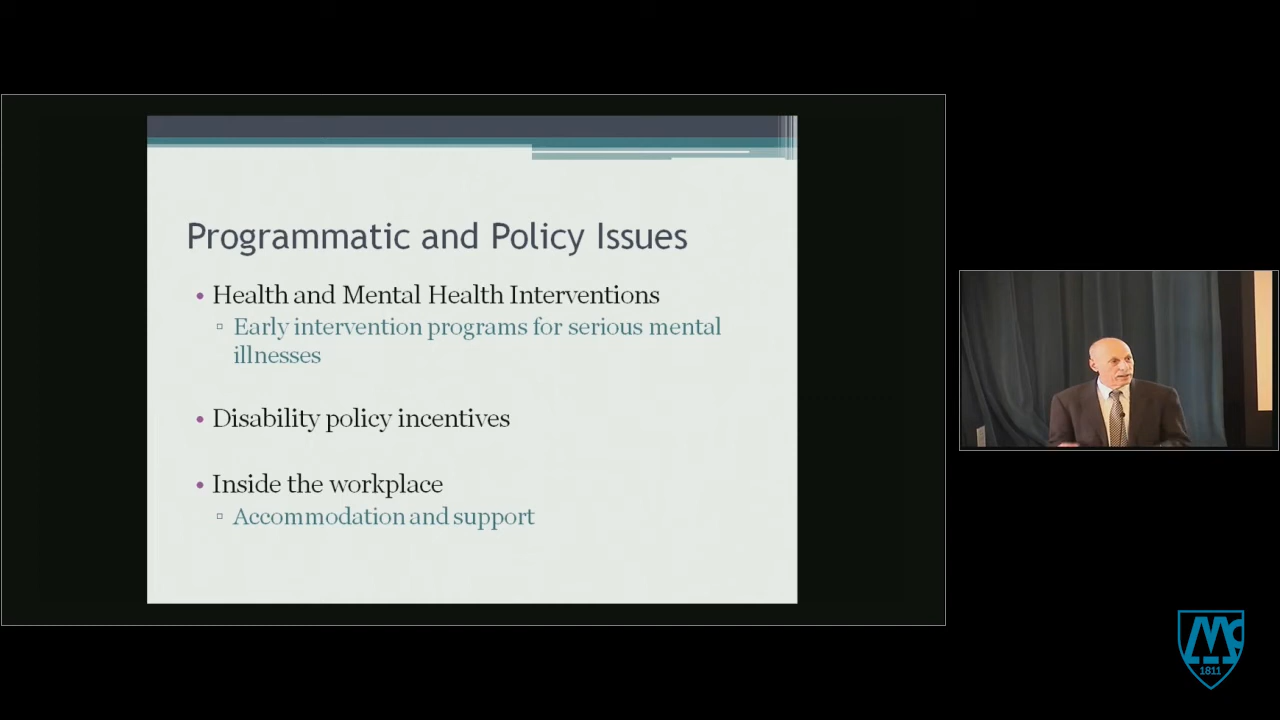 Programmatic and Policy Issues
• Health and Mental Health Interventions
▫ Early intervention programs for serious mental
illnesses
• Disability policy incentives
• Inside the workplace
▫ Accommodation and support
Mc
1811